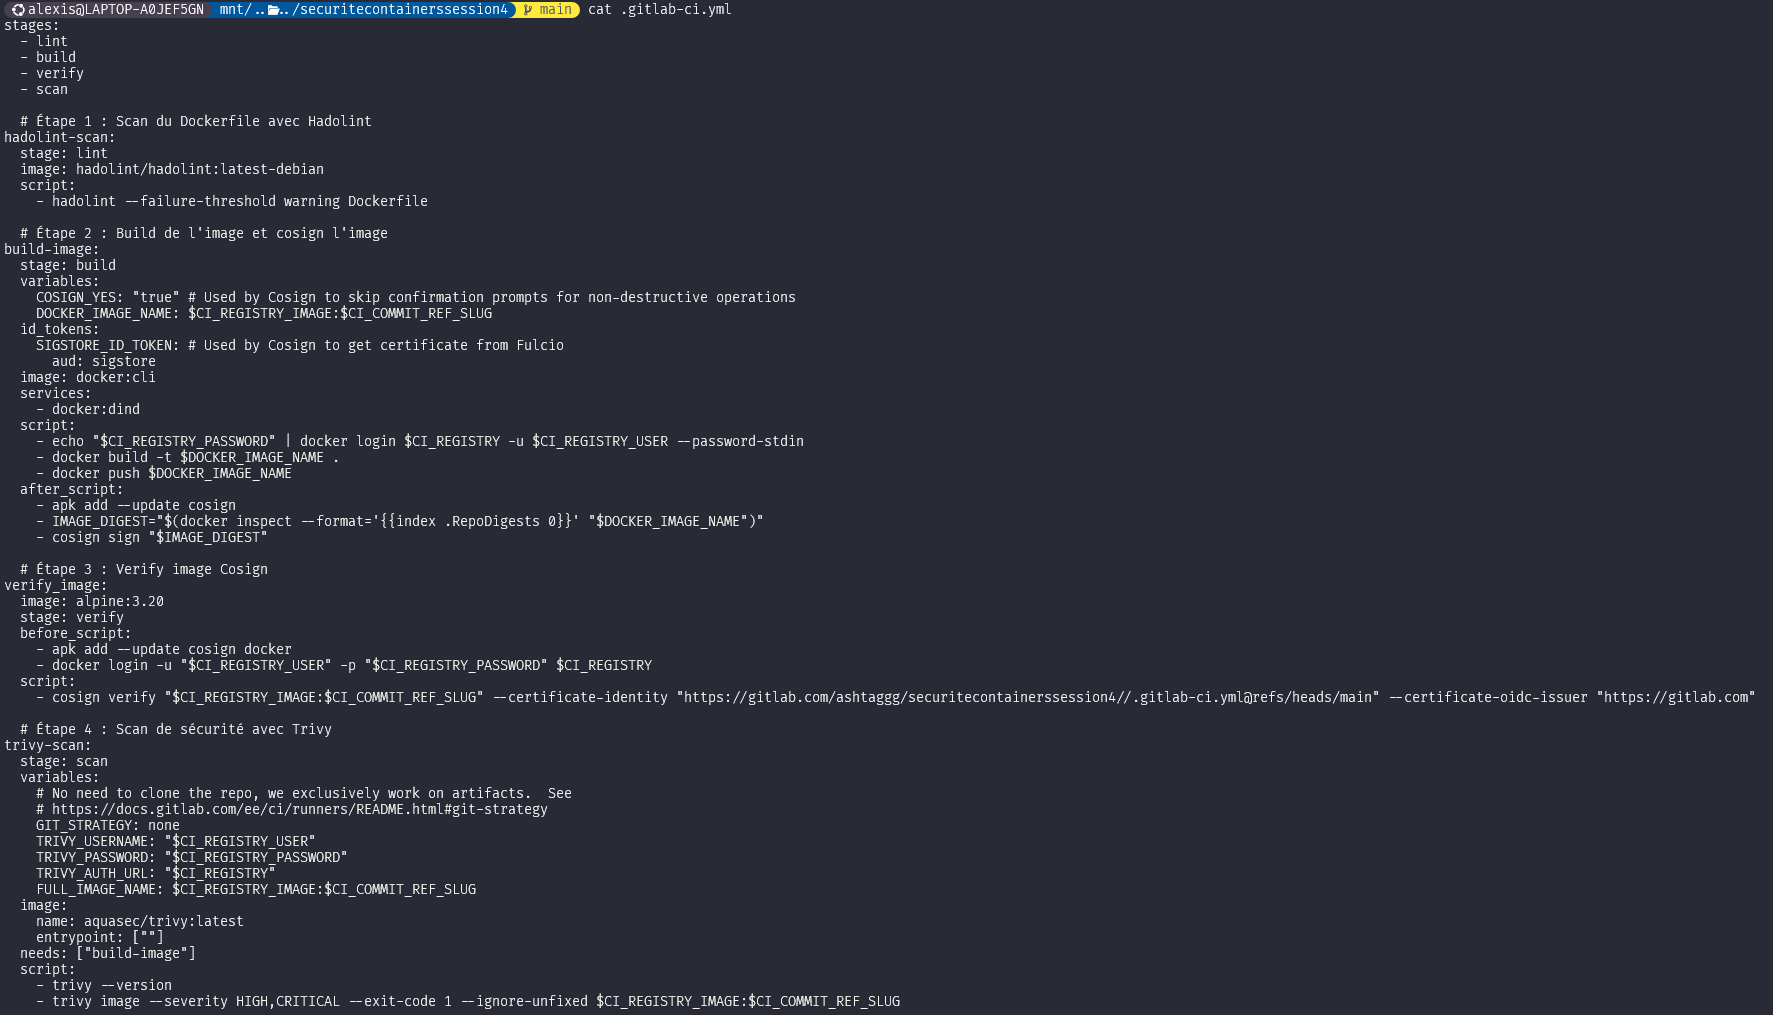 alexis@LAPTOP-A0JEF5GN mnt/../../securitecontainerssession4 main cat .gitlab-ci.yml
stages:
  - lint
  - build
  - verify
  - scan

  # Étape 1 : Scan du Dockerfile avec Hadolint
hadolint-scan:
  stage: lint
  image: hadolint/hadolint:latest-debian
  script:
    - hadolint --failure-threshold warning Dockerfile

  # Étape 2 : Build de l'image et cosign l'image
build-image:
  stage: build
  variables:
    COSIGN_YES: "true" # Used by Cosign to skip confirmation prompts for non-destructive operations
    DOCKER_IMAGE_NAME: $CI_REGISTRY_IMAGE:$CI_COMMIT_REF_SLUG
  id_tokens:
    SIGSTORE_ID_TOKEN: # Used by Cosign to get certificate from Fulcio
      aud: sigstore
  image: docker:cli
  services:
    - docker:dind
  script:
    - echo "$CI_REGISTRY_PASSWORD" | docker login $CI_REGISTRY -u $CI_REGISTRY_USER --password-stdin
    - docker build -t $DOCKER_IMAGE_NAME .
    - docker push $DOCKER_IMAGE_NAME
  after_script:
    - apk add --update cosign
    - IMAGE_DIGEST="$(docker inspect --format='{{index .RepoDigests 0}}' "$DOCKER_IMAGE_NAME")"
    - cosign sign "$IMAGE_DIGEST"

  # Étape 3 : Verify image Cosign
verify_image:
  image: alpine:3.20
  stage: verify
  before_script:
    - apk add --update cosign docker
    - docker login -u "$CI_REGISTRY_USER" -p "$CI_REGISTRY_PASSWORD" $CI_REGISTRY
  script:
    - cosign verify "$CI_REGISTRY_IMAGE:$CI_COMMIT_REF_SLUG" --certificate-identity "https://gitlab.com/ashtaggg/securitecontainerssession4//.gitlab-ci.yml@refs/heads/main" --certificate-oidc-issuer "https://gitlab.com"

  # Étape 4 : Scan de sécurité avec Trivy
trivy-scan:
  stage: scan
  variables:
    # No need to clone the repo, we exclusively work on artifacts.  See
    # https://docs.gitlab.com/ee/ci/runners/README.html#git-strategy
    GIT_STRATEGY: none
    TRIVY_USERNAME: "$CI_REGISTRY_USER"
    TRIVY_PASSWORD: "$CI_REGISTRY_PASSWORD"
    TRIVY_AUTH_URL: "$CI_REGISTRY"
    FULL_IMAGE_NAME: $CI_REGISTRY_IMAGE:$CI_COMMIT_REF_SLUG
  image:
    name: aquasec/trivy:latest
    entrypoint: [""]
  needs: ["build-image"]
  script:
    - trivy --version
    - trivy image --severity HIGH,CRITICAL --exit-code 1 --ignore-unfixed $CI_REGISTRY_IMAGE:$CI_COMMIT_REF_SLUG